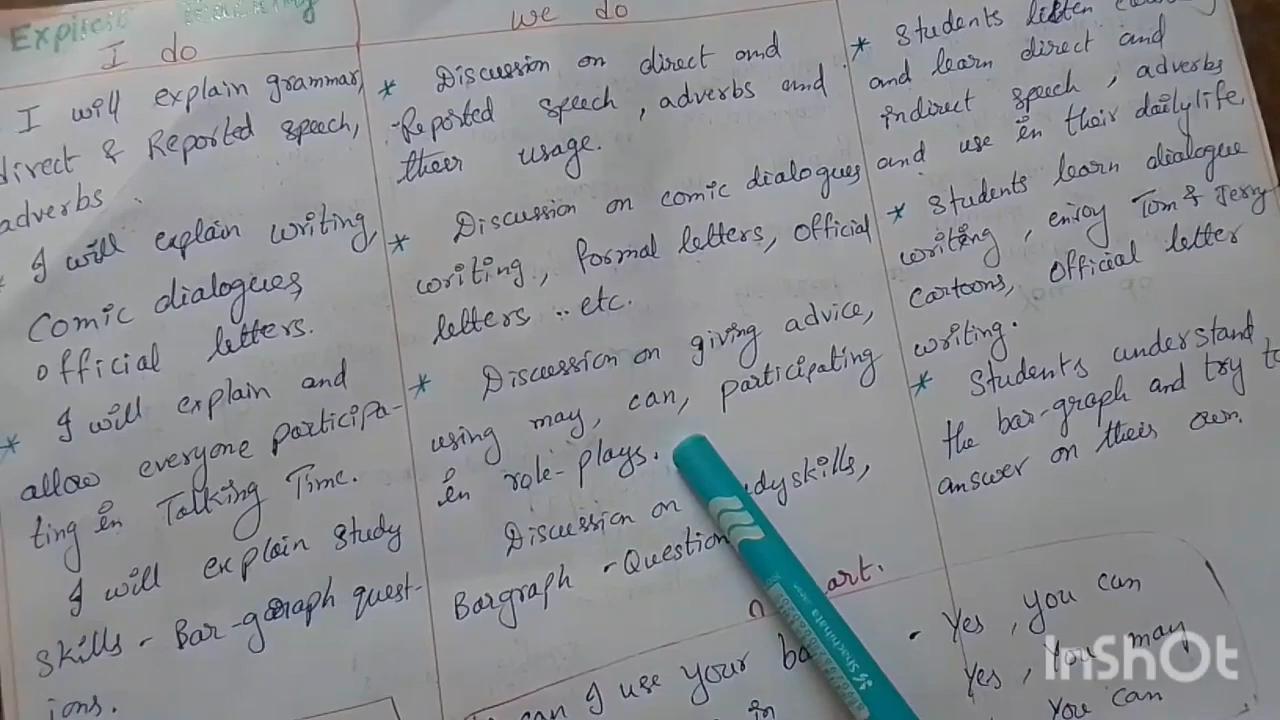 I do
I will explain grammar,
direct & Reported speech,
adverbs.
I will explain writing,
Comic dialogues,
official letters.
* I will explain and
allow everyone participa-
ting in Talking Time.
I will explain study
skills - Bar-graph quest-
ions.
we do
* Discussion on direct and
Reported speech, adverbs and
their usage.
* Discussion on comic dialogues
writing, formal letters, official
letters .. etc.
* Discussion on giving advice,
using may, can, participating
in role-plays.
Discussion on
Bargraph - Question
can I use your
in
* Students listen
and learn direct and
indirect speech, adverbs
and use in thair dailylife.
* Students learn dialogue
writing, enjoy Tom & Jerry
Cartoons, official letter
writing.
* Students understand
the bar-graph and try to
answer on their own.
- Yes, you can
Yes, you may
you can
Shachihata
InShOt